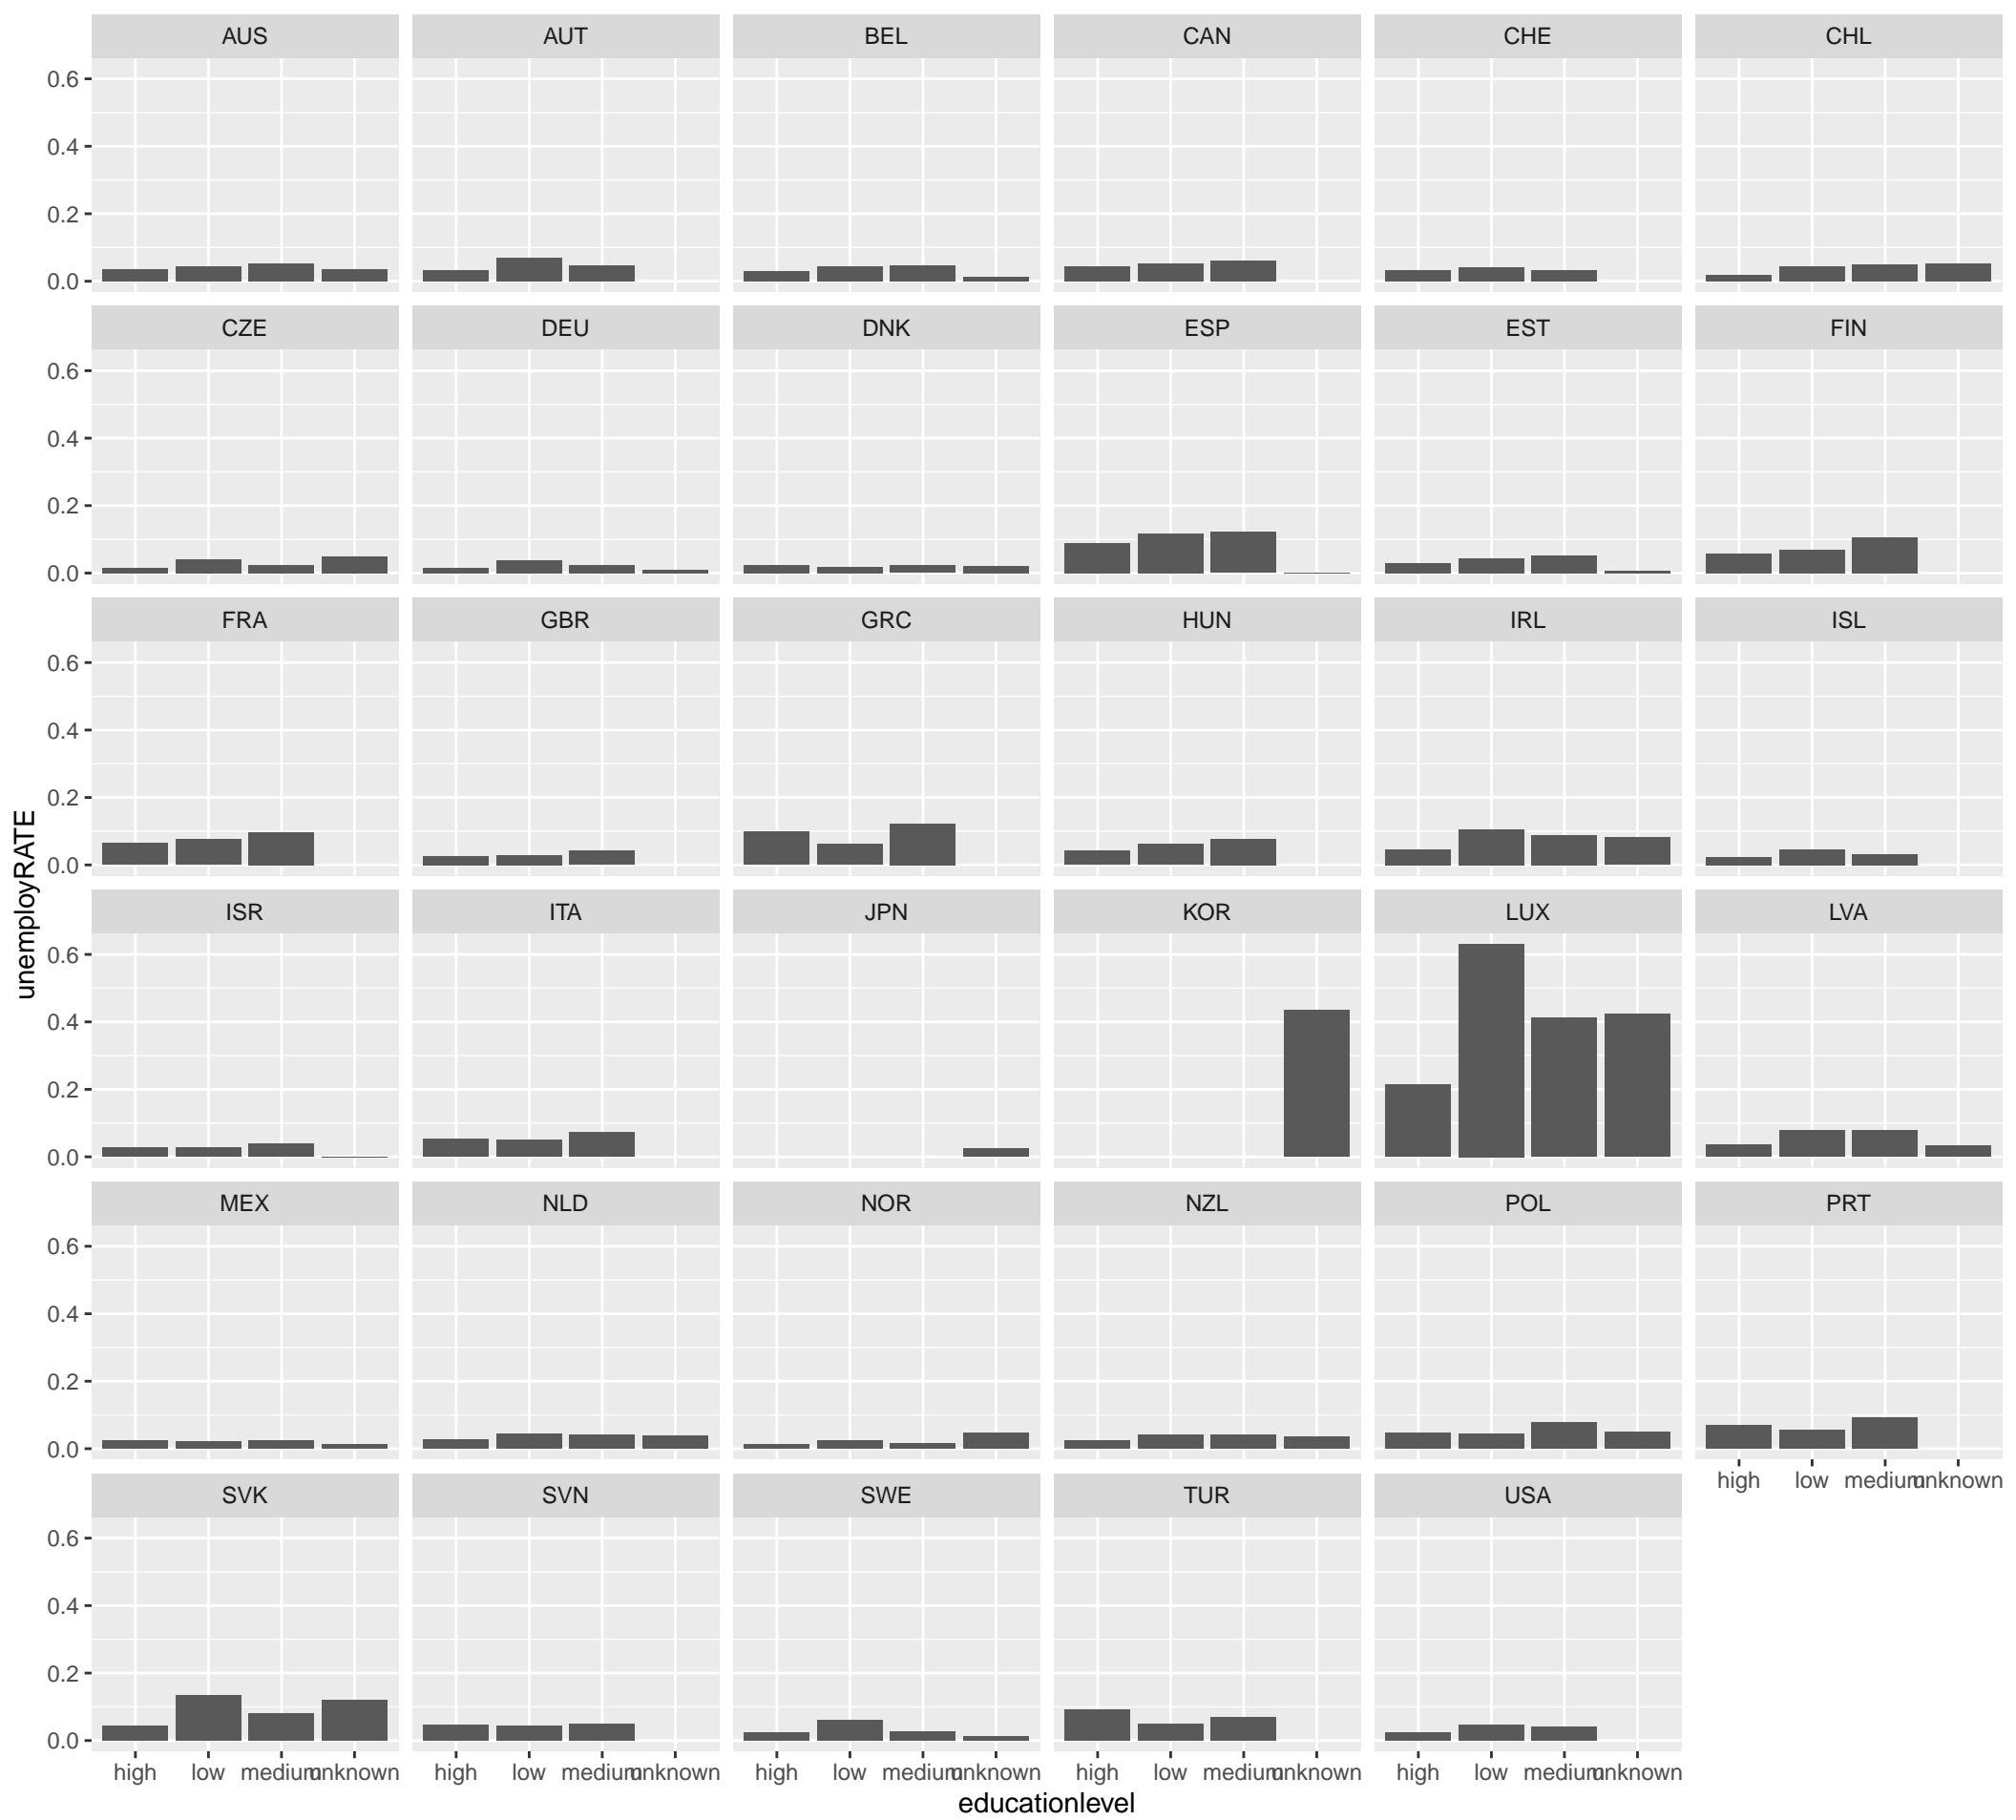 AUS AUT BEL CAN CHE CHL
0.6
0.4
0.2
0.0
CZE DEU DNK ESP EST FIN
0.6
0.4
0.2
0.0
FRA GBR GRC HUN IRL ISL
0.6
0.4
0.2
0.0
unemployRATE
ISR ITA JPN KOR LUX LVA
0.6
0.4
0.2
0.0
MEX NLD NOR NZL POL PRT
0.6
0.4
0.2
0.0
high low medium unknown
SVK SVN SWE TUR USA
0.6
0.4
0.2
0.0
high low medium unknown high low medium unknown high low medium unknown high low medium unknown high low medium unknown
educationlevel